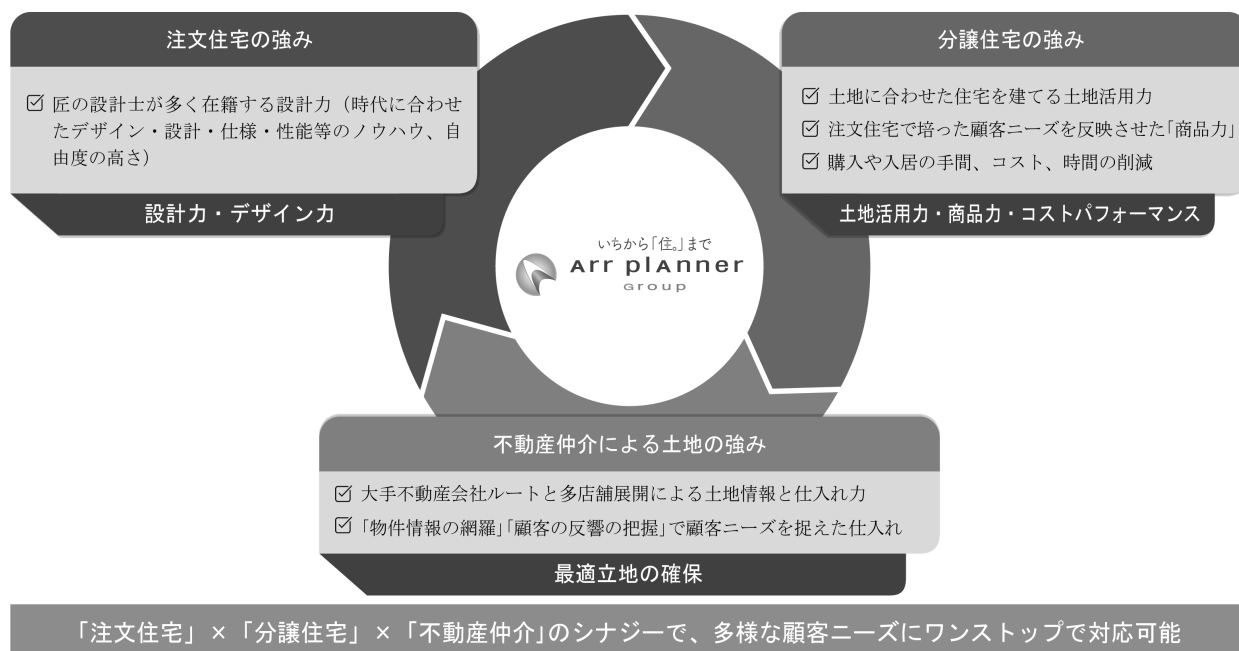 注文住宅の強み
匠の設計士が多く在籍する設計力（時代に合わせ
たデザイン・設計・仕様・性能等のノウハウ、自
由度の高さ）
設計力・デザイン力
分譲住宅の強み
土地に合わせた住宅を建てる土地活用力
注文住宅で培った顧客ニーズを反映させた「商品力」
購入や入居の手間、コスト、時間の削減
土地活用力・商品力・コストパフォーマンス
いちから「住。」まで
Arr plAnner
Group
不動産仲介による土地の強み
大手不動産会社ルートと多店舗展開による土地情報と仕入れ力
「物件情報の網羅」「顧客の反響の把握」で顧客ニーズを捉えた仕入れ
最適立地の確保
「注文住宅」×「分譲住宅」×「不動産仲介」のシナジーで、多様な顧客ニーズにワンストップで対応可能